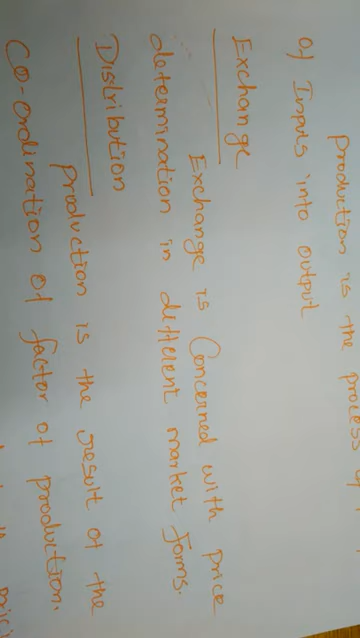 Production is the process of
of Inputs into output
Exchange
Exchange is Concerned with price
determination in different market forms.
Distribution
Production is the result of the
Co-ordination of factor of production.